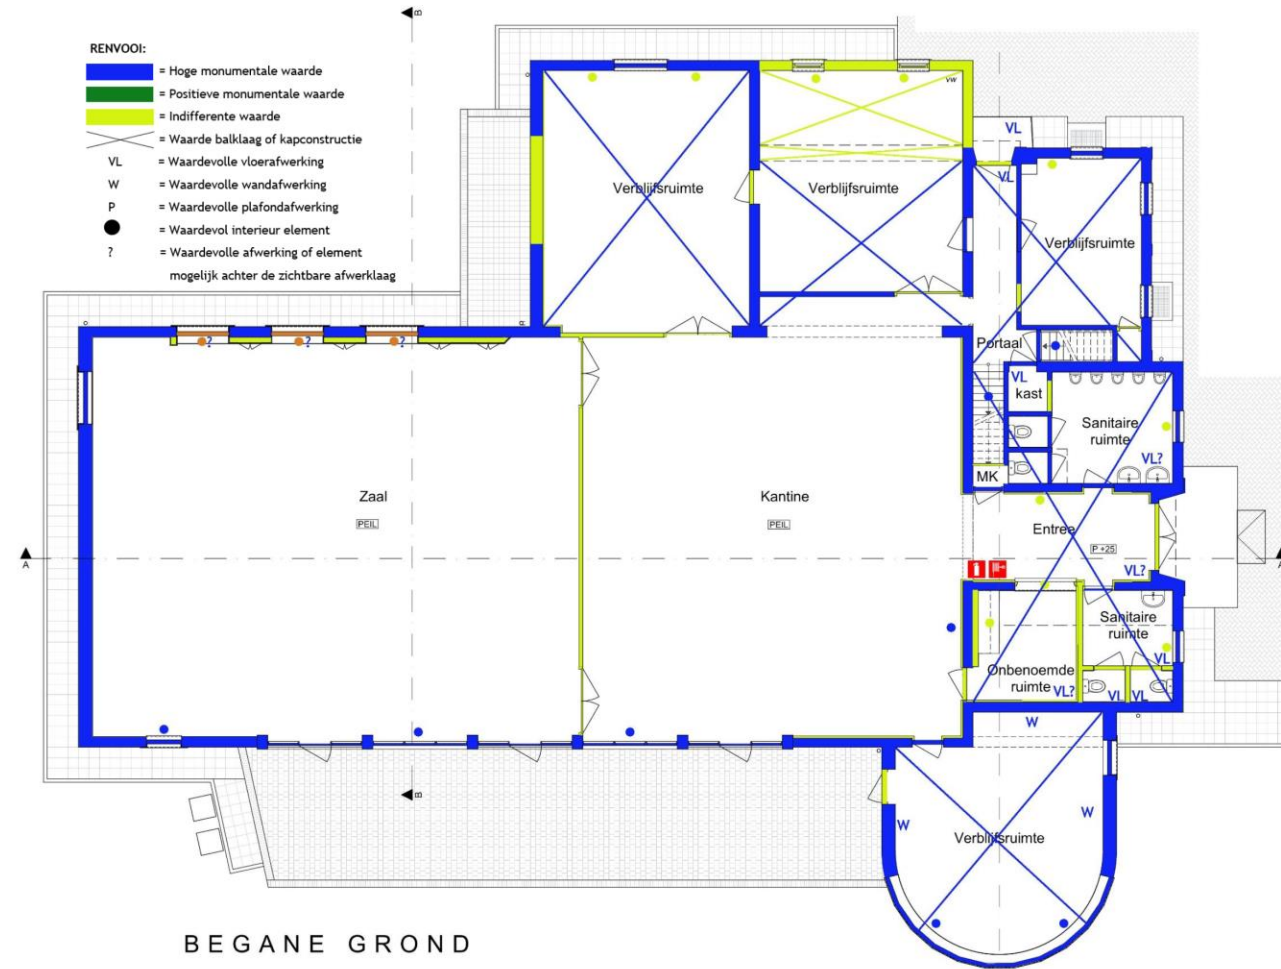 B
RENVOOI:
= Hoge monumentale waarde
= Positieve monumentale waarde
= Indifferente waarde
= Waarde balklaag of kapconstructie
VL = Waardevolle vloerafwerking
W = Waardevolle wandafwerking
P = Waardevolle plafondafwerking
= Waardevol interieur element
? = Waardevolle afwerking of element
mogelijk achter de zichtbare afwerklaag
vw
VL
VL
Verblijfsruimte
Verblijfsruimte
Verblijfsruimte
? ? ?
Portaal
VL
kast
Sanitaire
ruimte
VL?
MK
Zaal
PEIL
Kantine
PEIL
Entree
P +25
VL?
A
A
Sanitaire
ruimte
VL
Onbenoemde
ruimte
VL?
VL
VL
W
W
W
Verblijfsruimte
B
BEGANE GROND